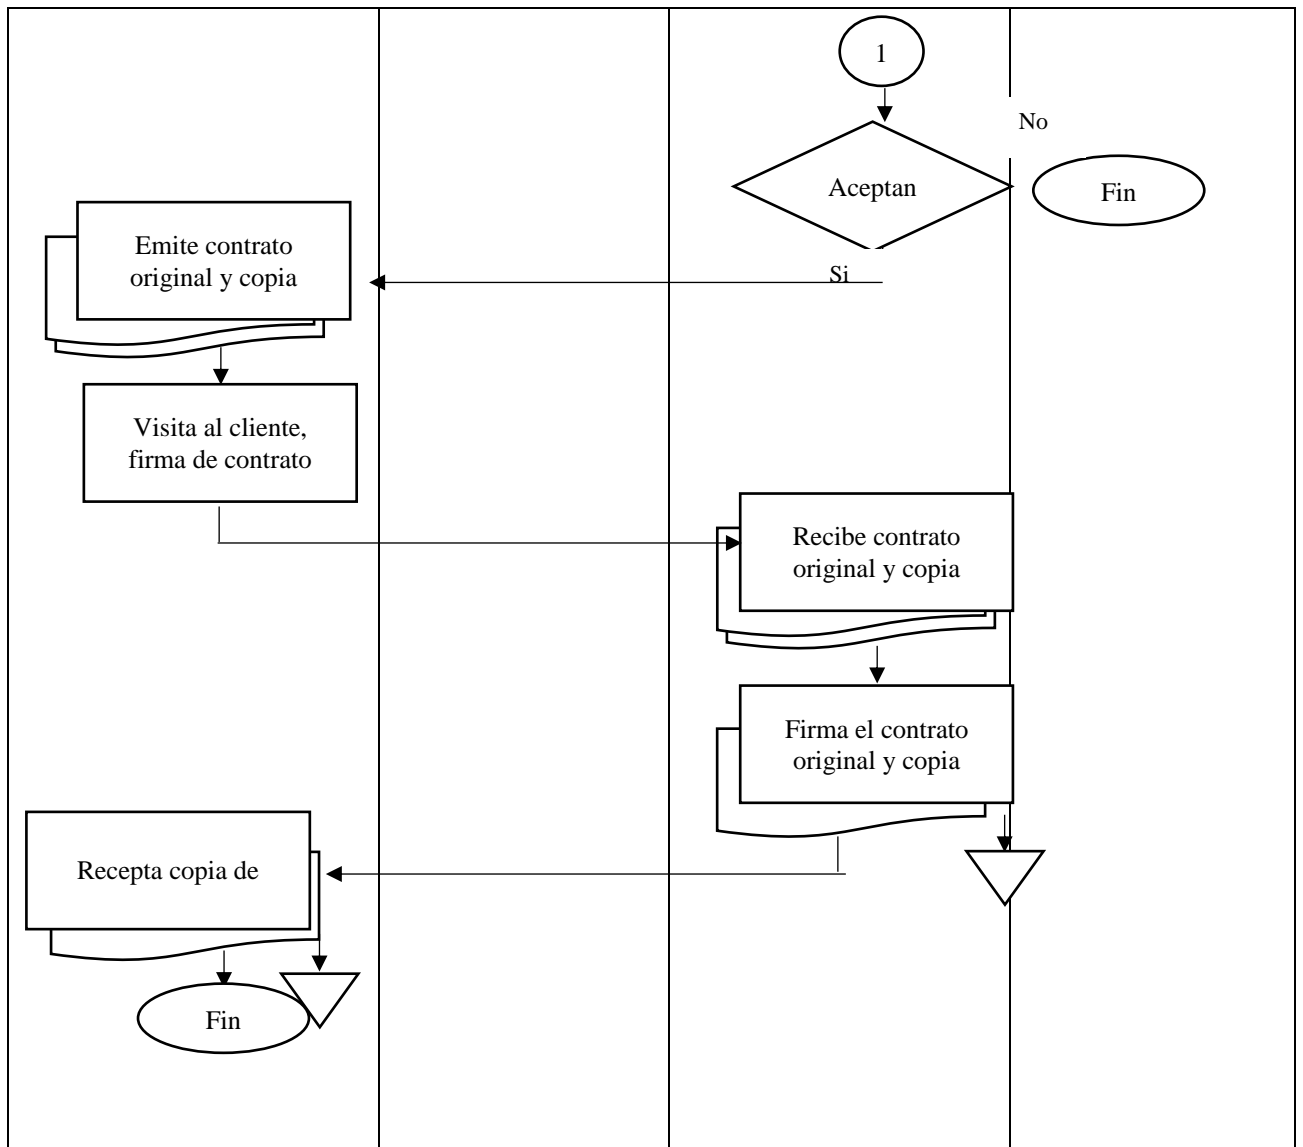 1
No
Aceptan
Fin
Si
Emite contrato
original y copia
Visita al cliente,
firma de contrato
Recibe contrato
original y copia
Firma el contrato
original y copia
Recepta copia de
Fin